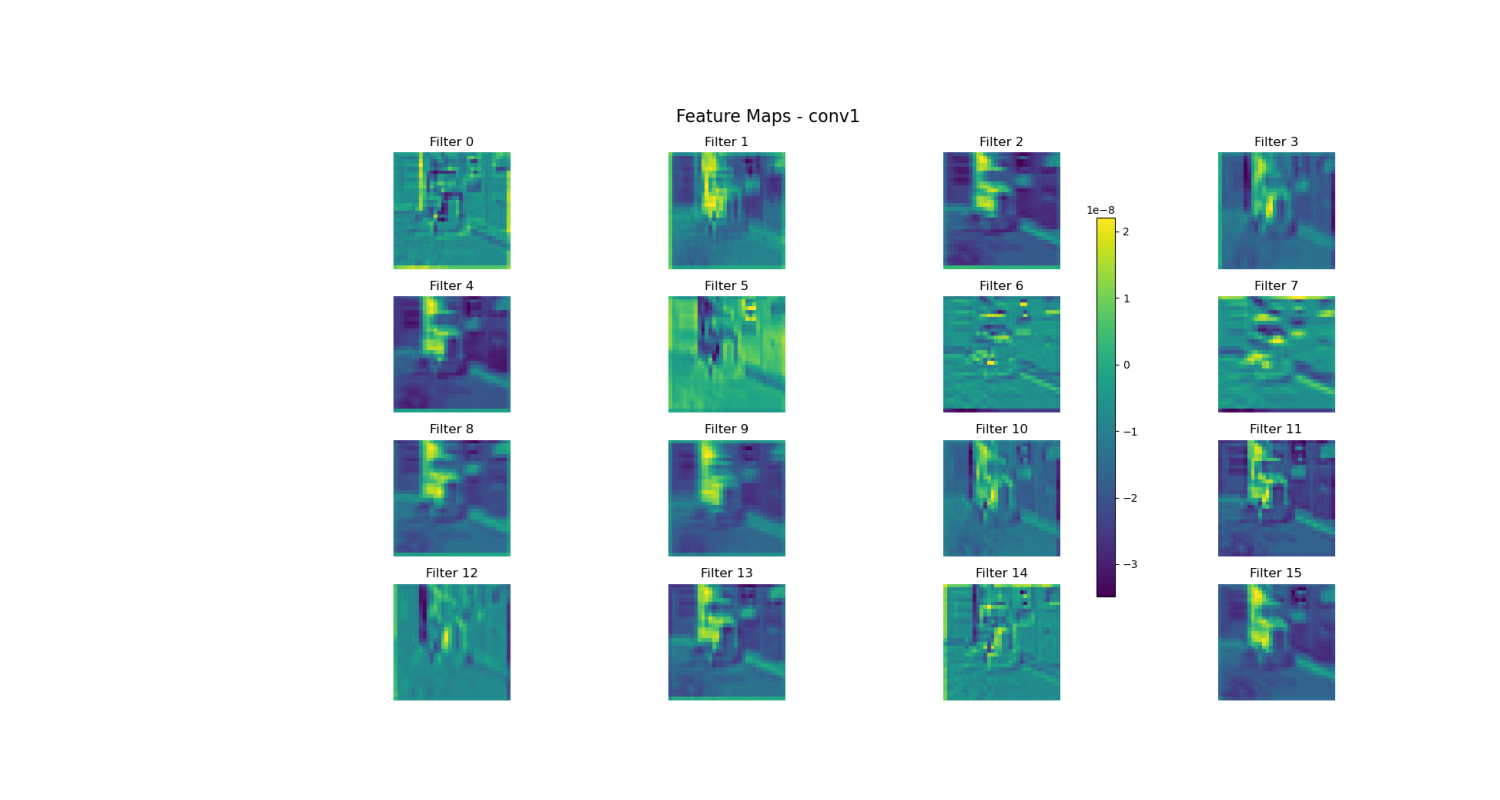 Feature Maps - conv1
Filter 0
Filter 1
Filter 2
Filter 3
1e−8
2
1
0
−1
−2
−3
Filter 4
Filter 5
Filter 6
Filter 7
Filter 8
Filter 9
Filter 10
Filter 11
Filter 12
Filter 13
Filter 14
Filter 15